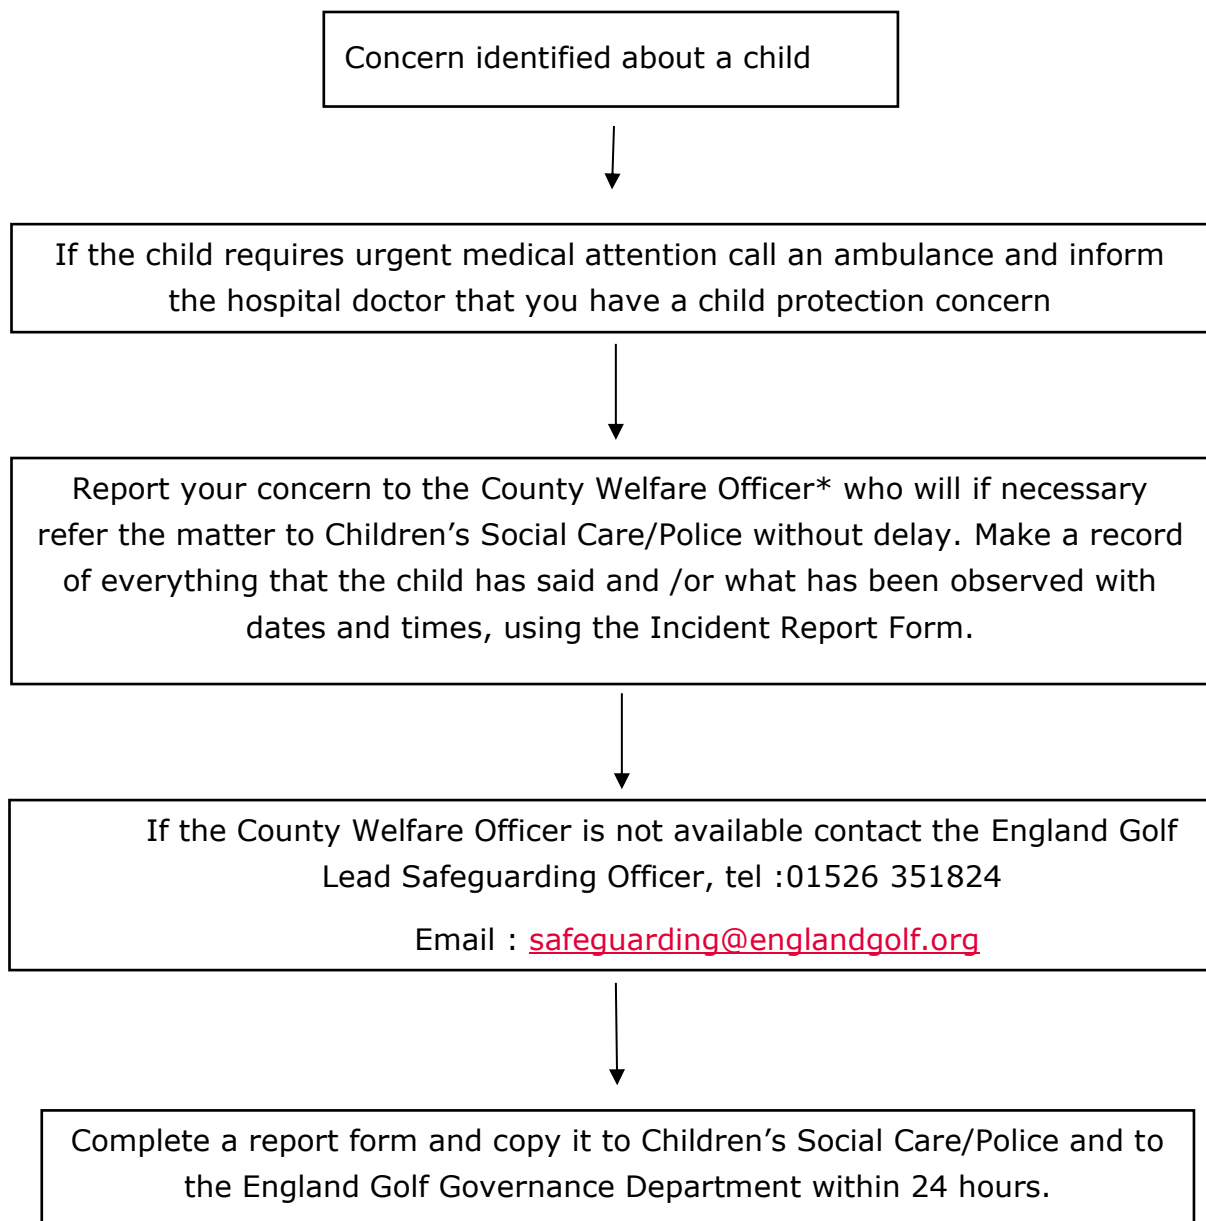 Concern identified about a child
If the child requires urgent medical attention call an ambulance and inform
the hospital doctor that you have a child protection concern
Report your concern to the County Welfare Officer* who will if necessary
refer the matter to Children’s Social Care/Police without delay. Make a record
of everything that the child has said and /or what has been observed with
dates and times, using the Incident Report Form.
If the County Welfare Officer is not available contact the England Golf
Lead Safeguarding Officer, tel :01526 351824
Email : safeguarding@englandgolf.org
Complete a report form and copy it to Children’s Social Care/Police and to
the England Golf Governance Department within 24 hours.